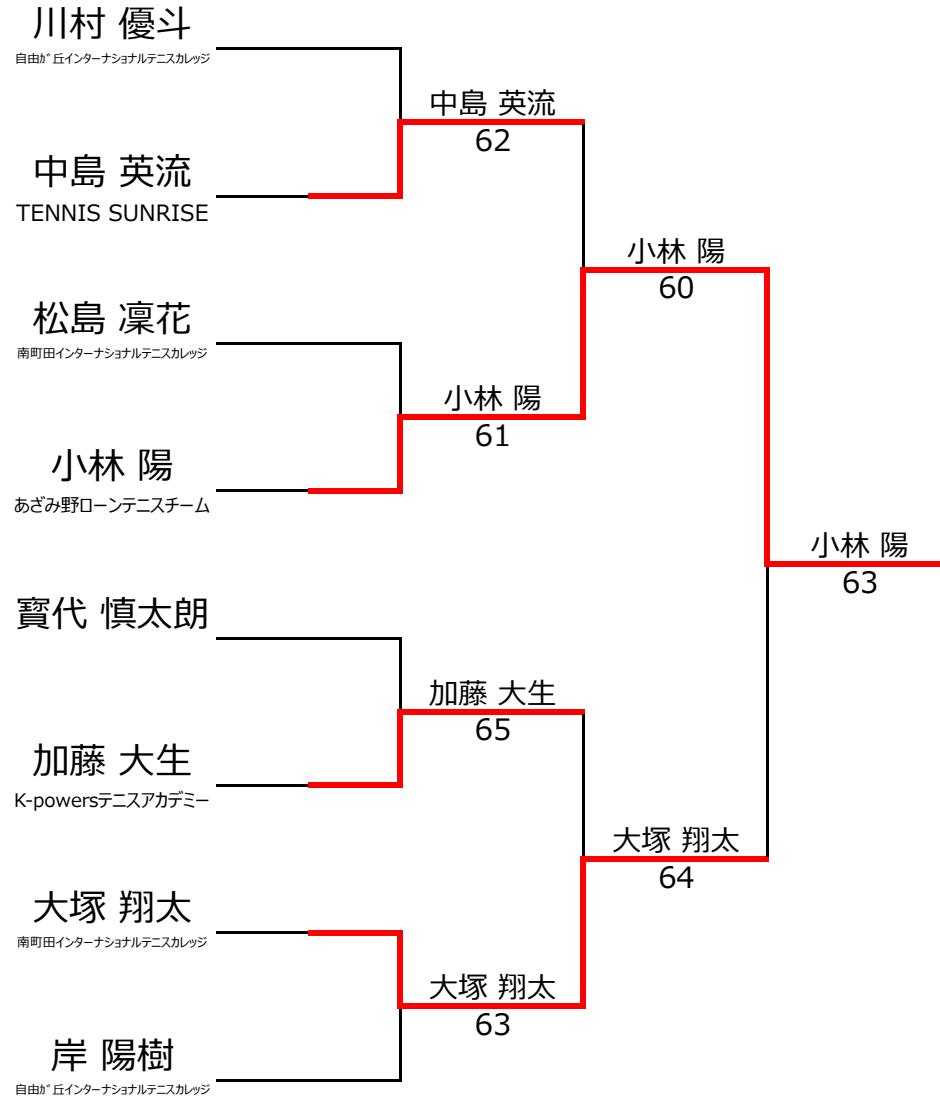 川村 優斗
自由が丘インターナショナルテニスカレッジ
中島 英流
62
中島 英流
TENNIS SUNRISE
小林 陽
60
松島 凜花
南町田インターナショナルテニスカレッジ
小林 陽
61
小林 陽
あざみ野ローンテニスチーム
小林 陽
63
寳代 慎太朗
加藤 大生
65
加藤 大生
K-powersテニスアカデミー
大塚 翔太
64
大塚 翔太
南町田インターナショナルテニスカレッジ
大塚 翔太
63
岸 陽樹
自由が丘インターナショナルテニスカレッジ